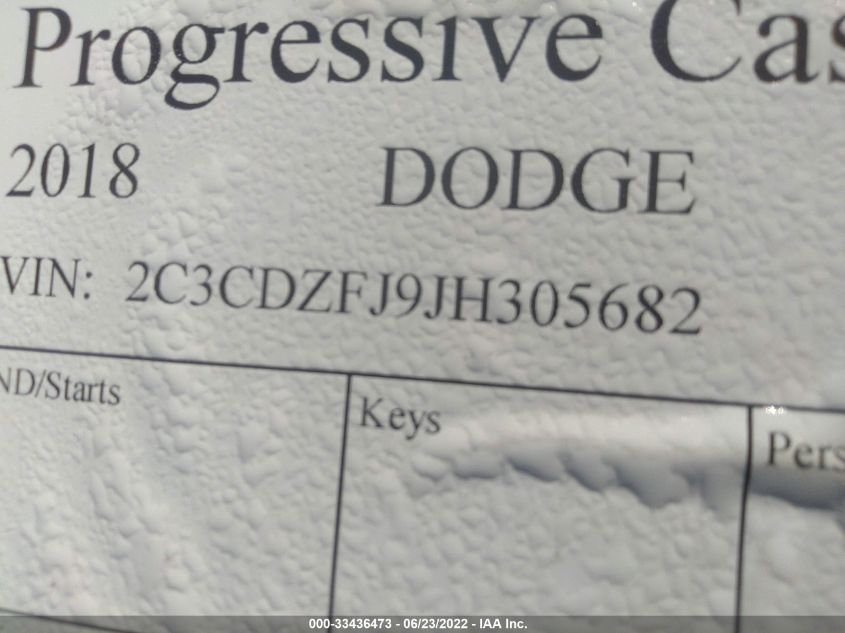 Progressive Cas
2018 DODGE
VIN: 2C3CDZFJ9JH305682
ND/Starts Keys Pers
000-33436473 - 06/23/2022 - IAA Inc.